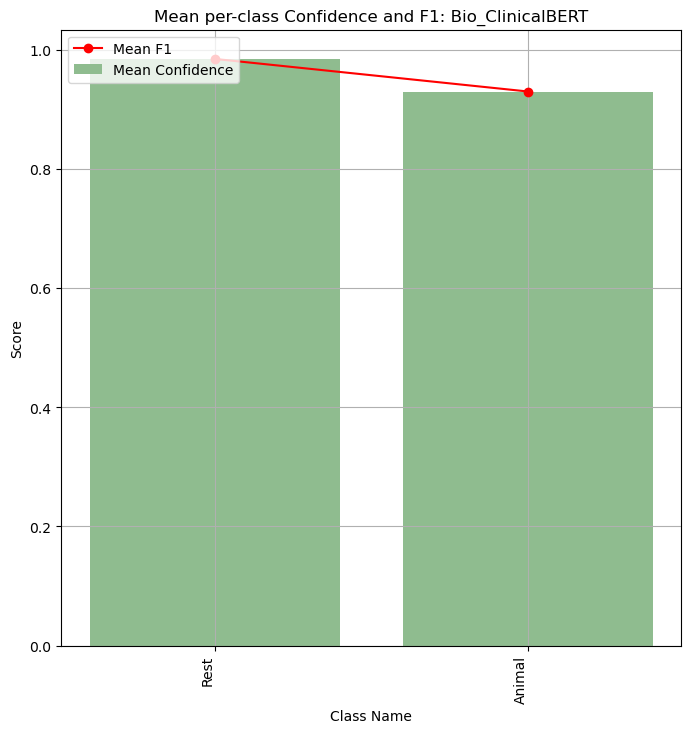 Mean per-class Confidence and F1: Bio_ClinicalBERT
Mean F1
Mean Confidence
1.0
0.8
0.6
0.4
0.2
0.0
Score
Rest
Animal
Class Name